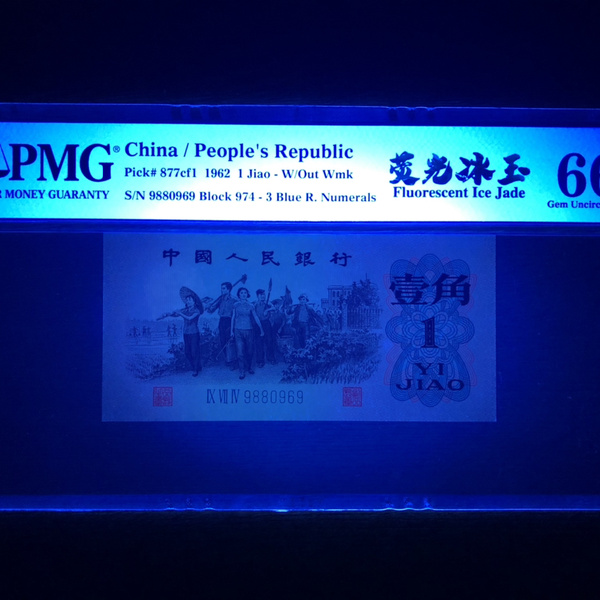 PMG®
MONEY GUARANTY
China / People's Republic
Pick# 877cf1 1962 1 Jiao - W/Out Wmk
S/N 9880969 Block 974 - 3 Blue R. Numerals
荧光冰玉
Fluorescent Ice Jade
66
Gem Uncirc
中國人民銀行
壹角
1
YI
JIAO
IX VII IV 9880969